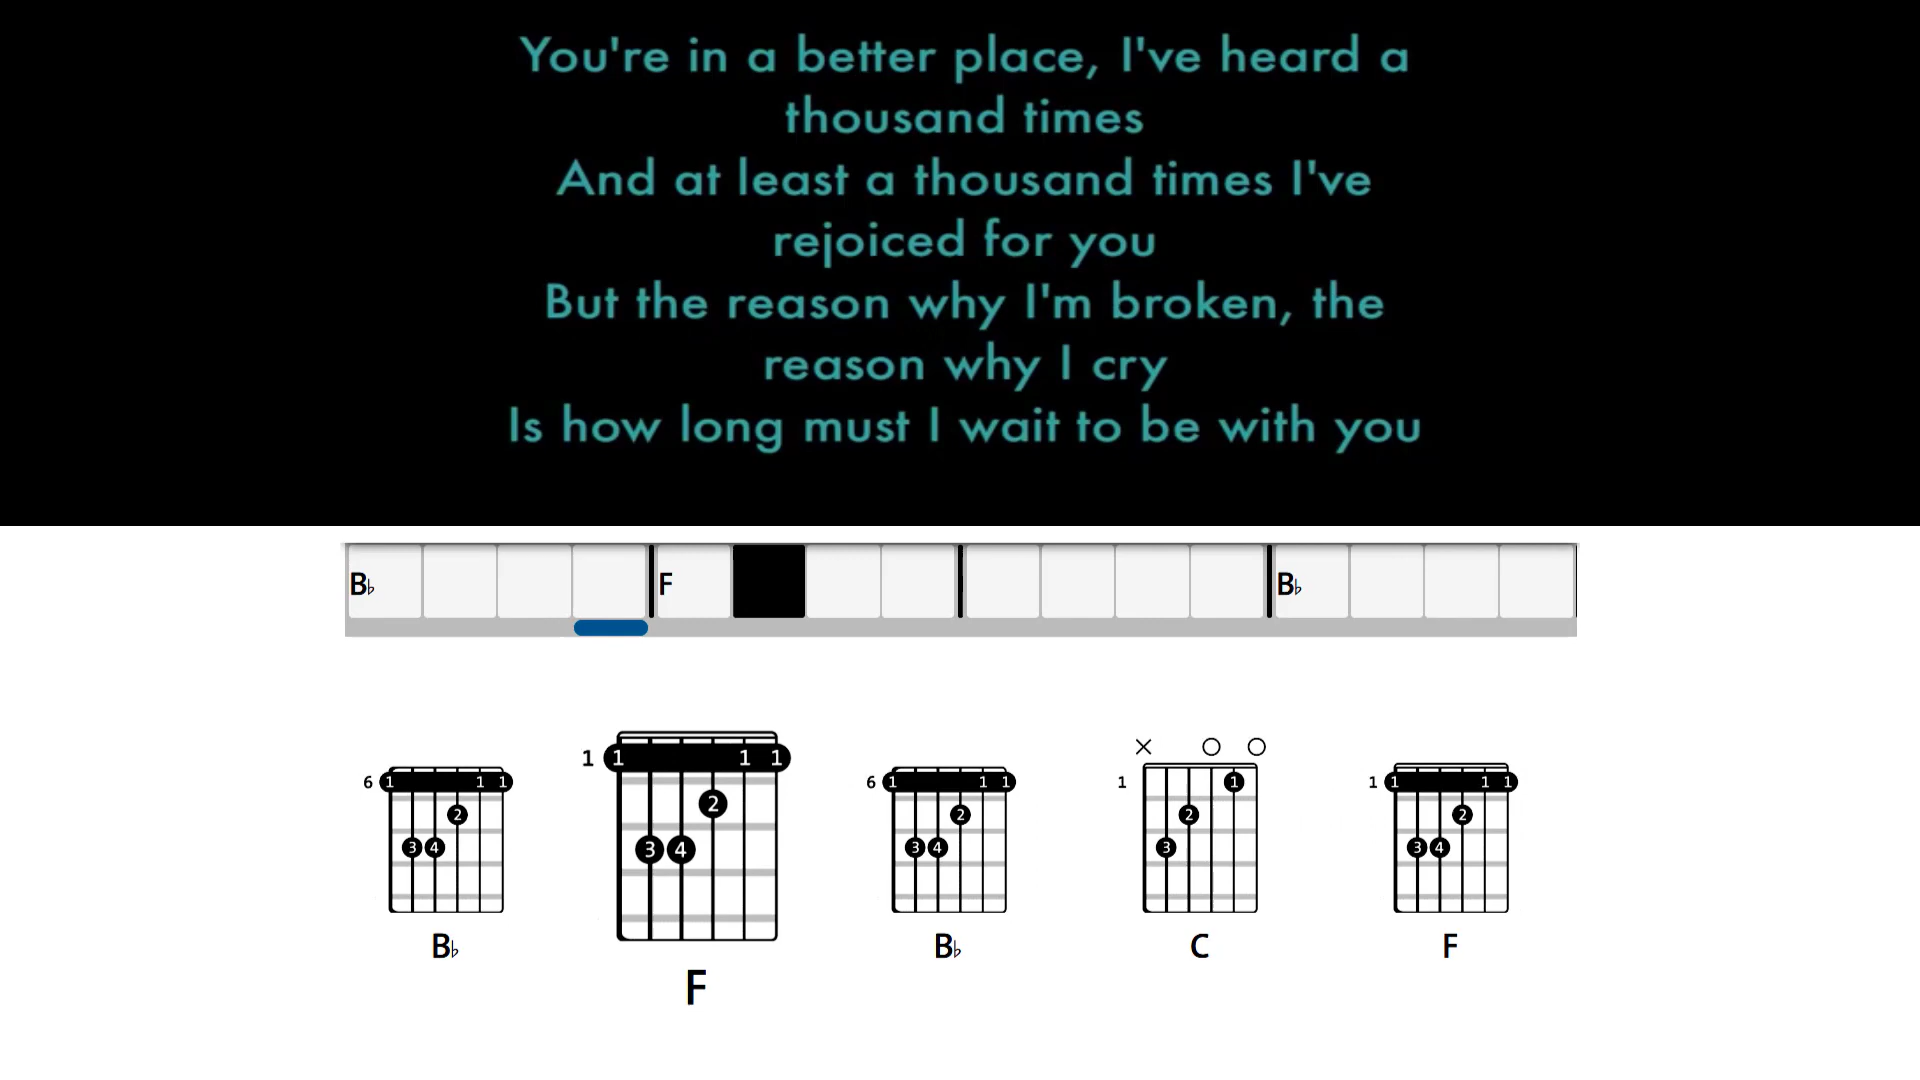 You're in a better place, I've heard a
thousand times
And at least a thousand times I've
rejoiced for you
But the reason why I'm broken, the
reason why I cry
Is how long must I wait to be with you
B♭ F B♭
6 1 1 1 2 3 4
1 1 1 1 2 3 4
6 1 1 1 2 3 4
1 1 2 3
1 1 1 1 2 3 4
B♭ F B♭ C F